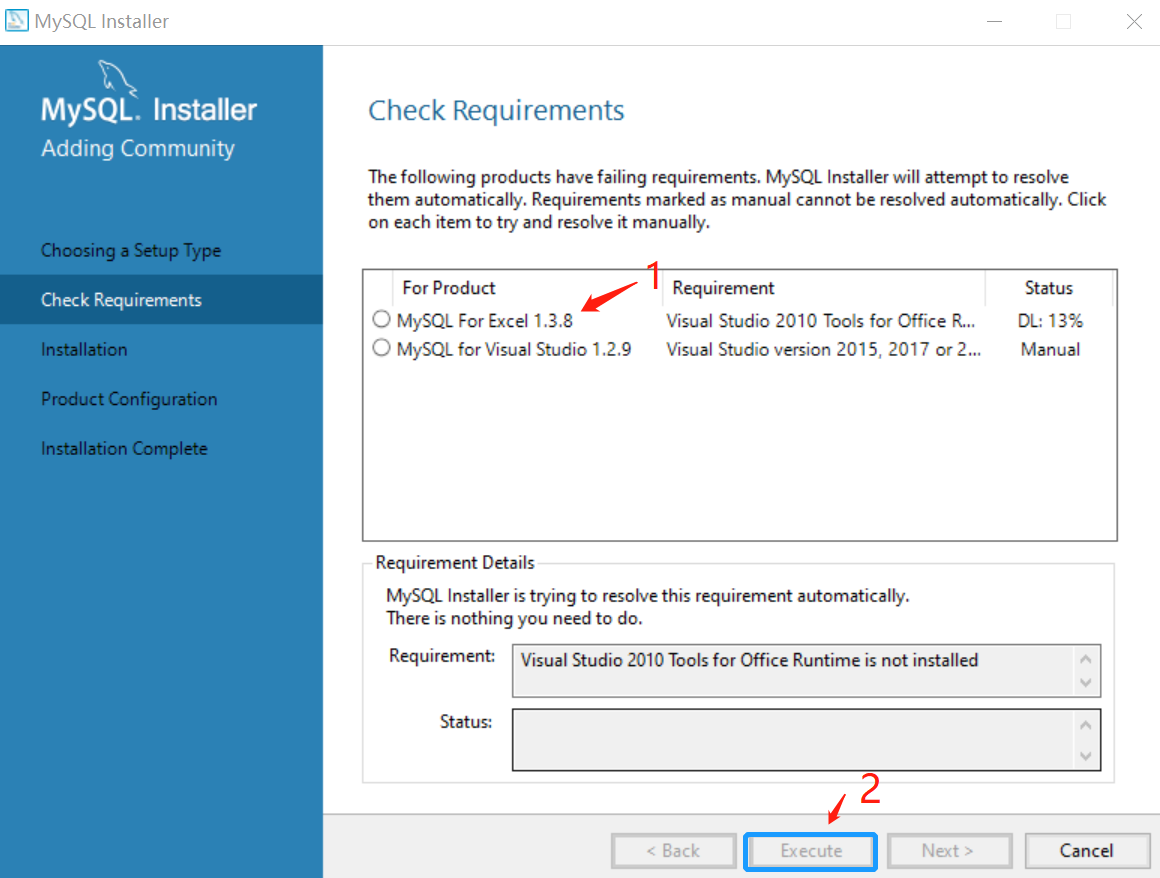 MySQL Installer
MySQL. Installer
Adding Community
Choosing a Setup Type
Check Requirements
Installation
Product Configuration
Installation Complete
Check Requirements
The following products have failing requirements. MySQL Installer will attempt to resolve
them automatically. Requirements marked as manual cannot be resolved automatically. Click
on each item to try and resolve it manually.
1
For Product Requirement Status
MySQL For Excel 1.3.8 Visual Studio 2010 Tools for Office R... DL: 13%
MySQL for Visual Studio 1.2.9 Visual Studio version 2015, 2017 or 2... Manual
Requirement Details
MySQL Installer is trying to resolve this requirement automatically.
There is nothing you need to do.
Requirement: Visual Studio 2010 Tools for Office Runtime is not installed
Status:
2
< Back Execute Next > Cancel